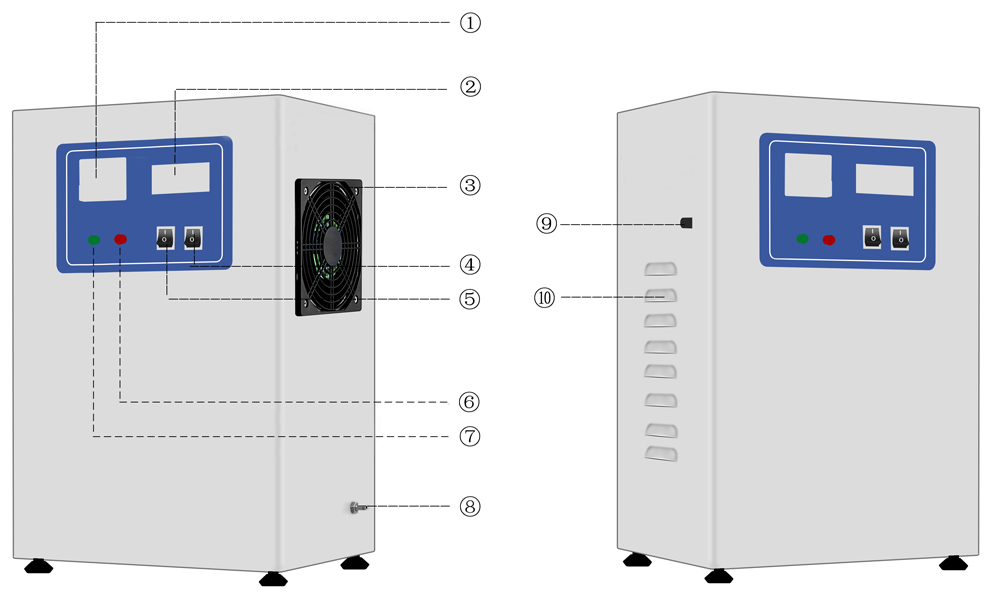 ①
②
③
④
⑤
⑥
⑦
⑧
⑨
⑩
I I
O O
I I
O O